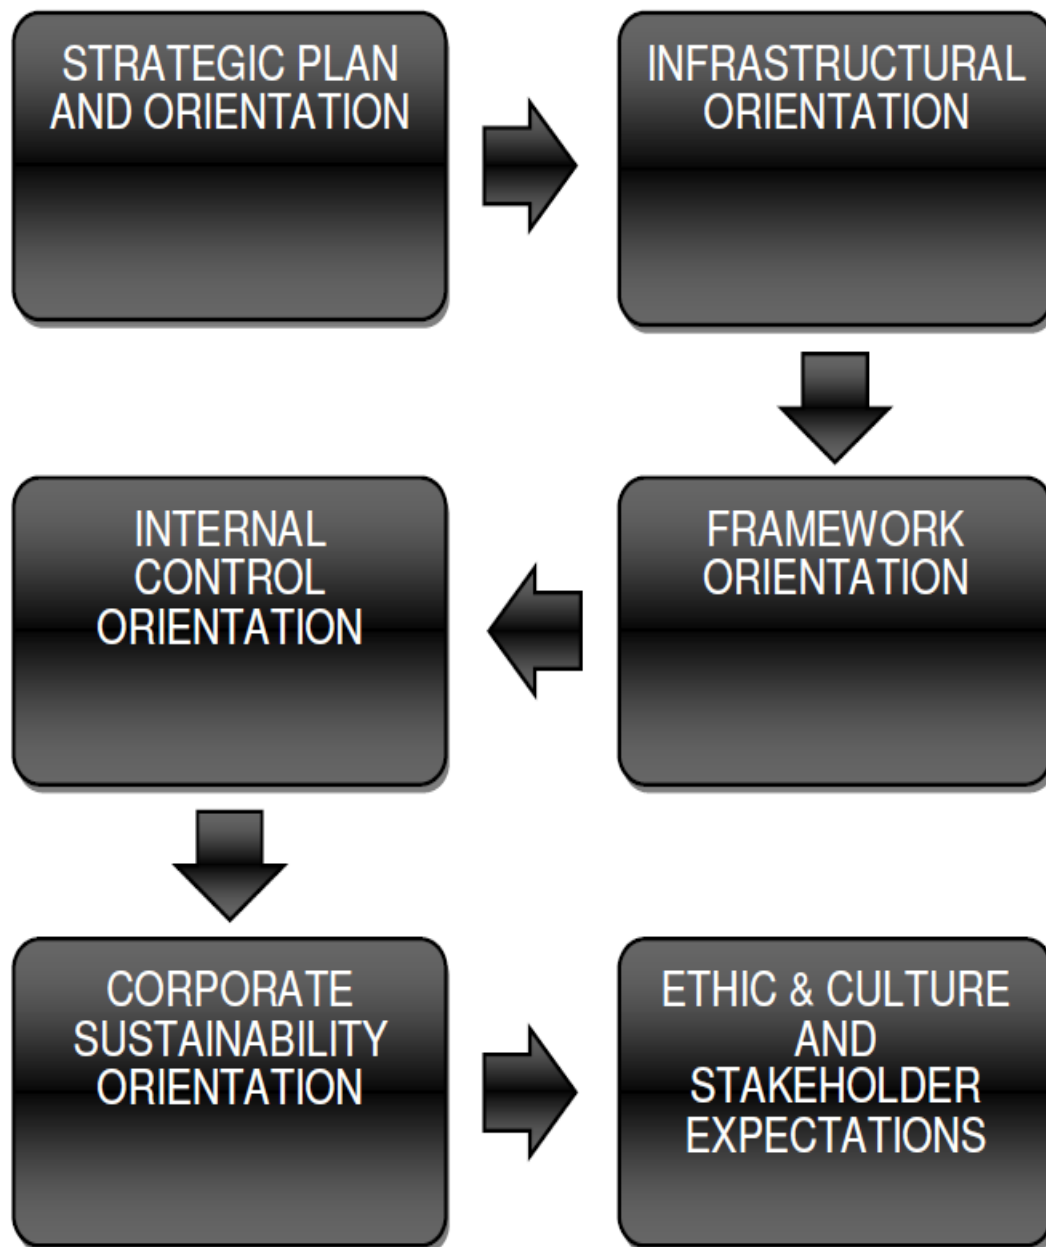 STRATEGIC PLAN
AND ORIENTATION
INFRASTRUCTURAL
ORIENTATION
FRAMEWORK
ORIENTATION
INTERNAL
CONTROL
ORIENTATION
CORPORATE
SUSTAINABILITY
ORIENTATION
ETHIC & CULTURE
AND
STAKEHOLDER
EXPECTATIONS